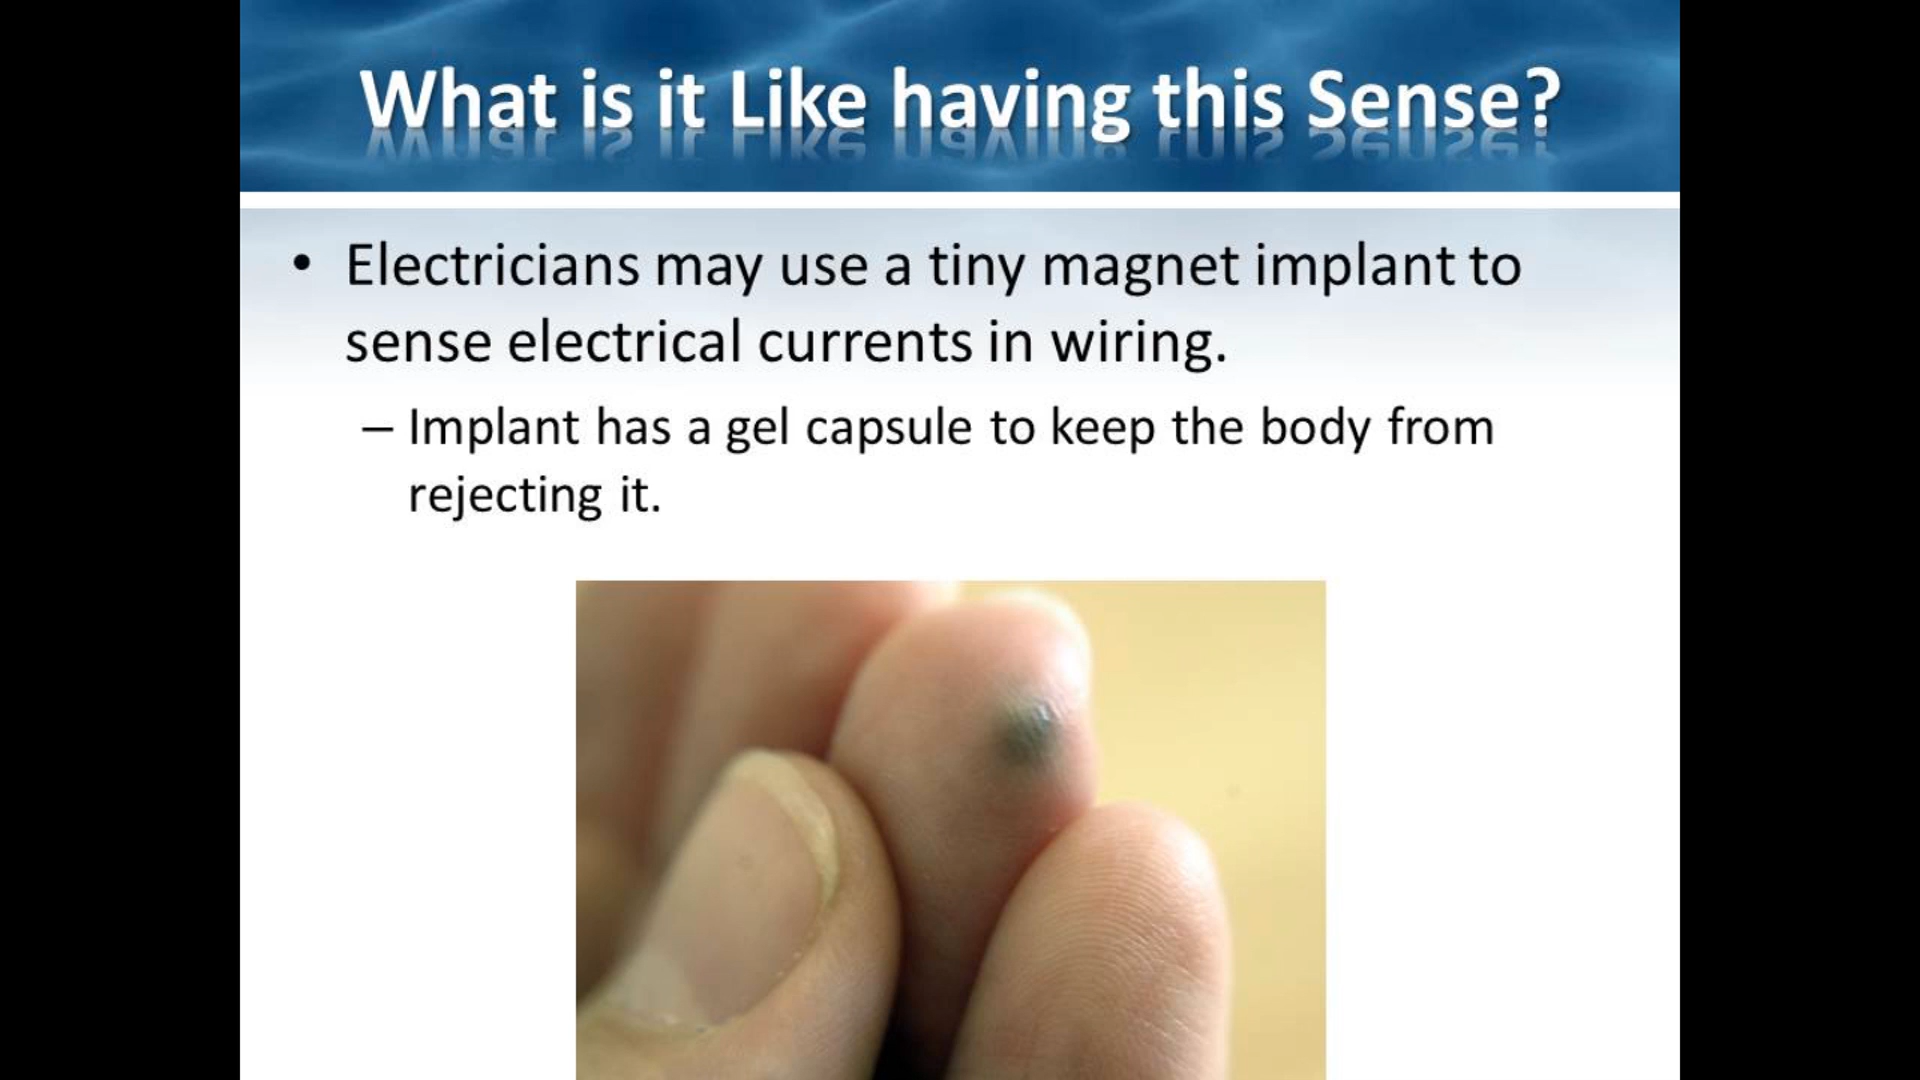 What is it Like having this Sense?
• Electricians may use a tiny magnet implant to
sense electrical currents in wiring.
– Implant has a gel capsule to keep the body from
rejecting it.